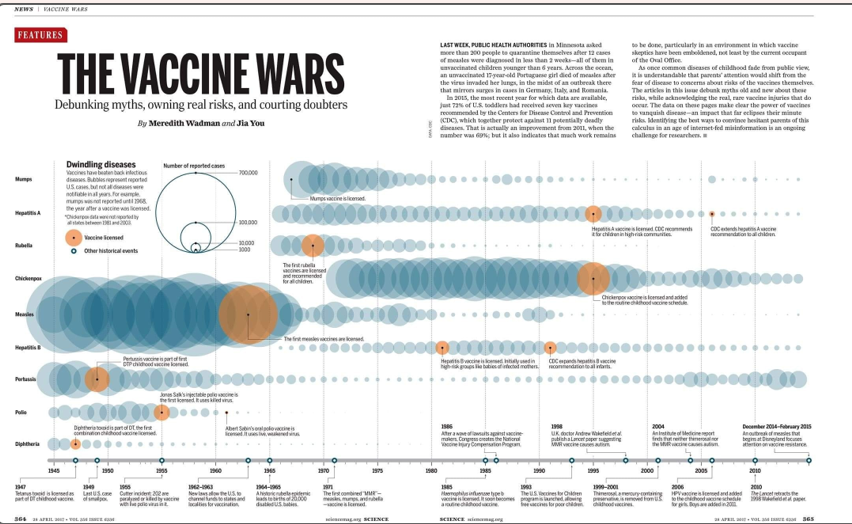 NEWS | VACCINE WARS
FEATURES
THE VACCINE WARS
Debunking myths, owning real risks, and courting doubters
By Meredith Wadman and Jia You
LAST WEEK, PUBLIC HEALTH AUTHORITIES in Minnesota asked
more than 200 people to quarantine themselves after 12 cases
of measles were diagnosed in less than 2 weeks—all of them in
unvaccinated children younger than 6 years. Across the ocean,
an unvaccinated 17-year-old Portuguese girl died of measles after
the virus invaded her lungs, in the midst of an outbreak there
that mirrors surges in cases in Germany, Italy, and Romania.
In 2015, the most recent year for which data are available,
just 72% of U.S. toddlers had received seven key vaccines
recommended by the Centers for Disease Control and Prevention
(CDC), which together protect against 11 potentially deadly
diseases. That is actually an improvement from 2011, when the
number was 69%; but it also indicates that much work remains
to be done, particularly in an environment in which vaccine
skeptics have been emboldened, not least by the current occupant
of the Oval Office.
As once common diseases of childhood fade from public view,
it is understandable that parents' attention would shift from the
fear of disease to concerns about risks of the vaccines themselves.
The articles in this issue debunk myths old and new about these
risks, while acknowledging the real, rare vaccine injuries that do
occur. The data on these pages make clear the power of vaccines
to vanquish disease—an impact that far eclipses their minute
risks. Identifying the best ways to convince hesitant parents of this
calculus in an age of internet-fed misinformation is an ongoing
challenge for researchers.
Dwindling diseases
Vaccines have beaten back infectious
diseases. Bubbles represent reported
U.S. cases, but not all diseases were
notifiable in all years. For example,
mumps was not reported until 1968,
the year after a vaccine was licensed.
*Chickenpox data were not reported by
all states between 1981 and 2003.
Vaccine licensed
Other historical events
Number of reported cases
700,000
100,000
10,000
1000
Mumps
Mumps vaccine is licensed.
Hepatitis A
Hepatitis A vaccine is licensed. CDC recommends
it for children in high-risk communities.
CDC extends hepatitis A vaccine
recommendation to all children.
Rubella
The first rubella
vaccines are licensed
and recommended
for all children.
Chickenpox
Chickenpox vaccine is licensed and added
to the routine childhood vaccine schedule.
Measles
The first measles vaccines are licensed.
Hepatitis B
Hepatitis B vaccine is licensed. Initially used in
high-risk groups like babies of infected mothers.
CDC expands hepatitis B vaccine
recommendation to all infants.
Pertussis vaccine is part of first
DTP childhood vaccine licensed.
Pertussis
Jonas Salk's injectable polio vaccine is
the first licensed. It uses killed virus.
Polio
Albert Sabin's oral polio vaccine is
licensed. It uses live, weakened virus.
Diphtheria toxoid is part of DT, the first
combination childhood vaccine licensed.
Diphtheria
1986
After a wave of lawsuits against vaccine-
makers, Congress creates the National
Vaccine Injury Compensation Program.
1998
U.K. doctor Andrew Wakefield et al.
publish a Lancet paper suggesting
MMR vaccine causes autism.
2004
An Institute of Medicine report
finds that neither thimerosal nor
the MMR vaccine causes autism.
December 2014–February 2015
An outbreak of measles that
begins at Disneyland focuses
attention on vaccine resistance.
1945 1950 1955 1960 1965 1970 1975 1980 1985 1990 1995 2000 2005 2010
1947
Tetanus toxoid is licensed as
part of DT childhood vaccine.
1949
Last U.S. case
of smallpox.
1955
Cutter incident: 202 are
paralyzed or killed by vaccine
with live polio virus in it.
1962–1963
New laws allow the U.S. to
channel funds to states and
localities for vaccination.
1964–1965
A historic rubella epidemic
leads to births of 20,000
disabled U.S. babies.
1971
The first combined "MMR"—
measles, mumps, and rubella
—vaccine is licensed.
1985
Haemophilus influenzae type b
vaccine is licensed. It soon becomes
a routine childhood vaccine.
1993
The U.S. Vaccines for Children
program is launched, allowing
free vaccines for poor children.
1999–2001
Thimerosal, a mercury-containing
preservative, is removed from U.S.
childhood vaccines.
2006
HPV vaccine is licensed and added
to the childhood vaccine schedule
for girls. Boys are added in 2011.
2010
The Lancet retracts the
1998 Wakefield et al. paper.
364 28 APRIL 2017 • VOL 356 ISSUE 6336
sciencemag.org SCIENCE
SCIENCE sciencemag.org
28 APRIL 2017 • VOL 356 ISSUE 6336 365